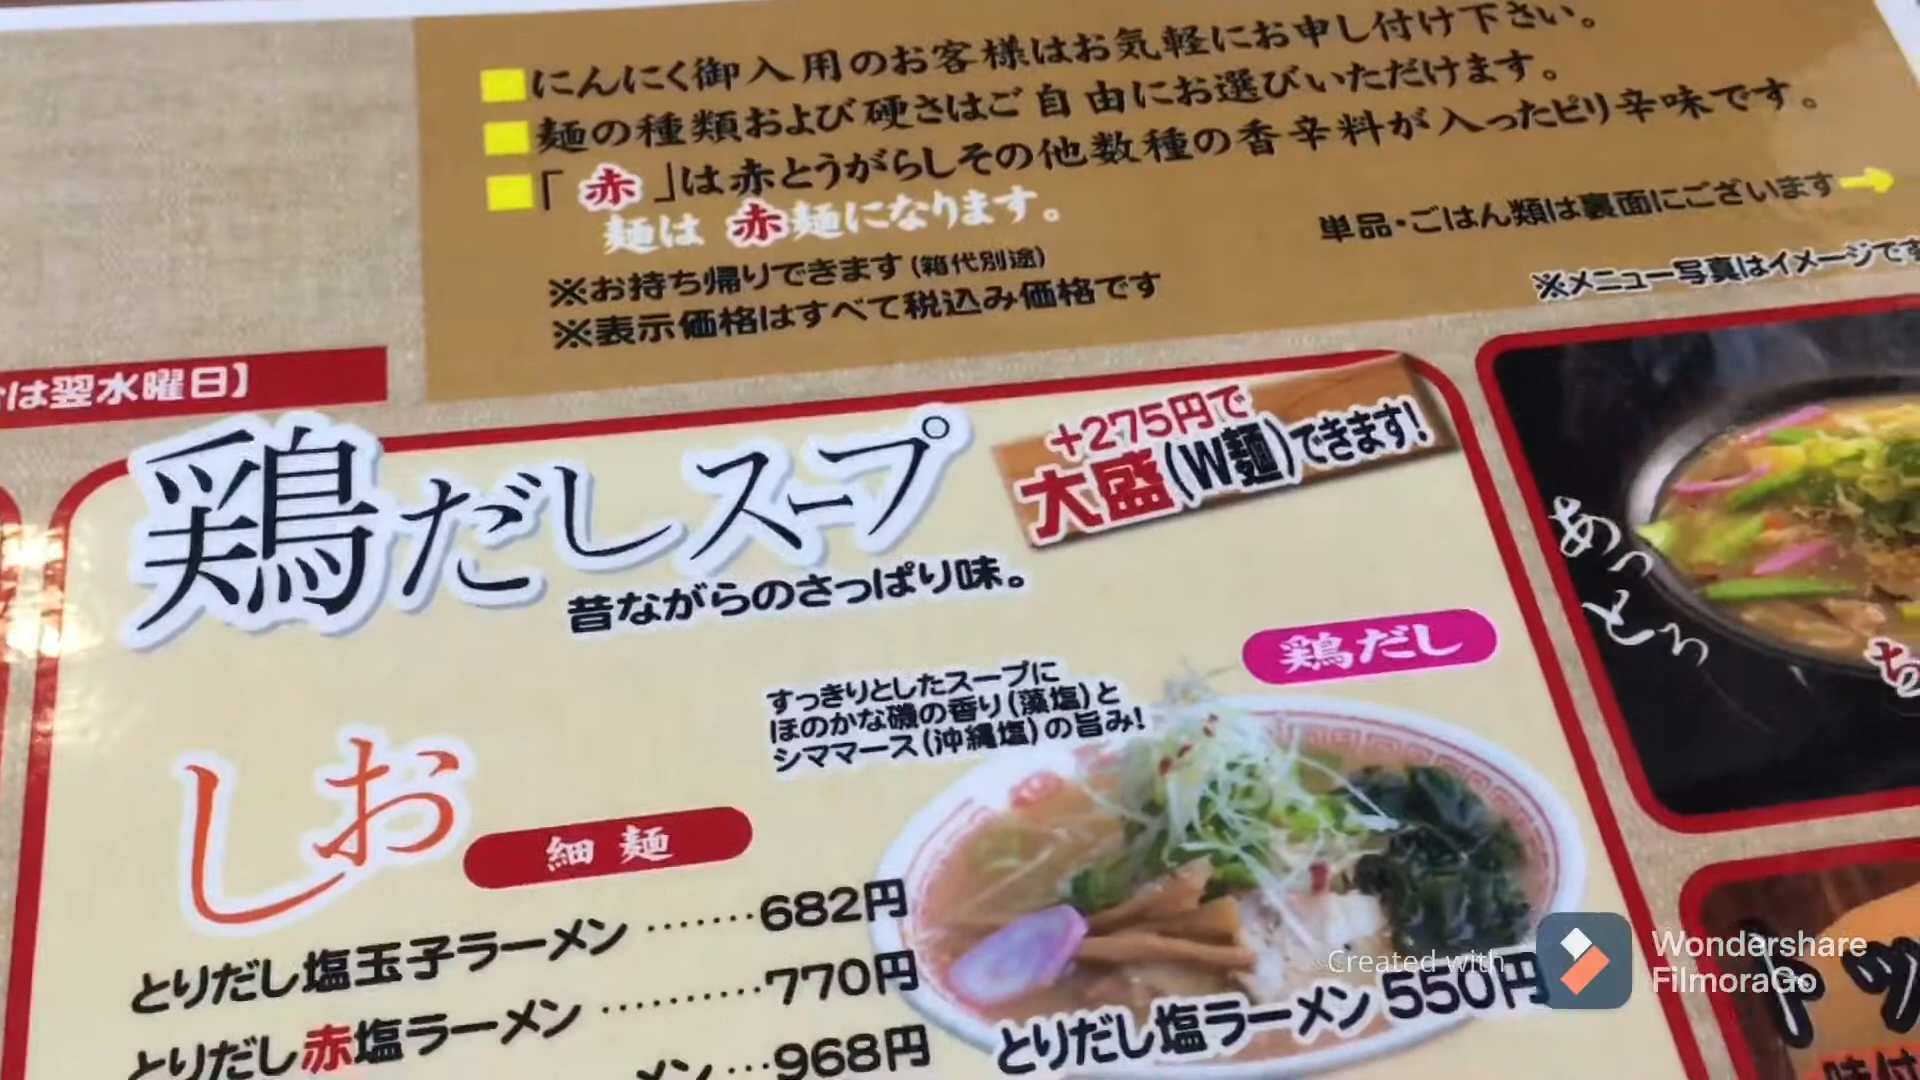 ■にんにく御入用のお客様はお気軽にお申し付け下さい。
■麺の種類および硬さはご自由にお選びいただけます。
■「赤」は赤とうがらしその他数種の香辛料が入ったピリ辛味です。
麺は赤麺になります。
単品・ごはん類は裏面にございます
※お持ち帰りできます(箱代別途)
※表示価格はすべて税込み価格です
※メニュー写真はイメージです
は翌水曜日】
鶏だしスープ
+275円で
大盛(W麺)できます!
昔ながらのさっぱり味。
鶏だし
すっきりとしたスープに
ほのかな磯の香り(藻塩)と
シママース(沖縄塩)の旨み!
しお
細麺
とりだし塩玉子ラーメン ……682円
とりだし赤塩ラーメン ………770円
メン …968円
とりだし塩ラーメン 550円
あっ
とろ
ち
ドッ
味付
Created with
Wondershare
FilmoraGo